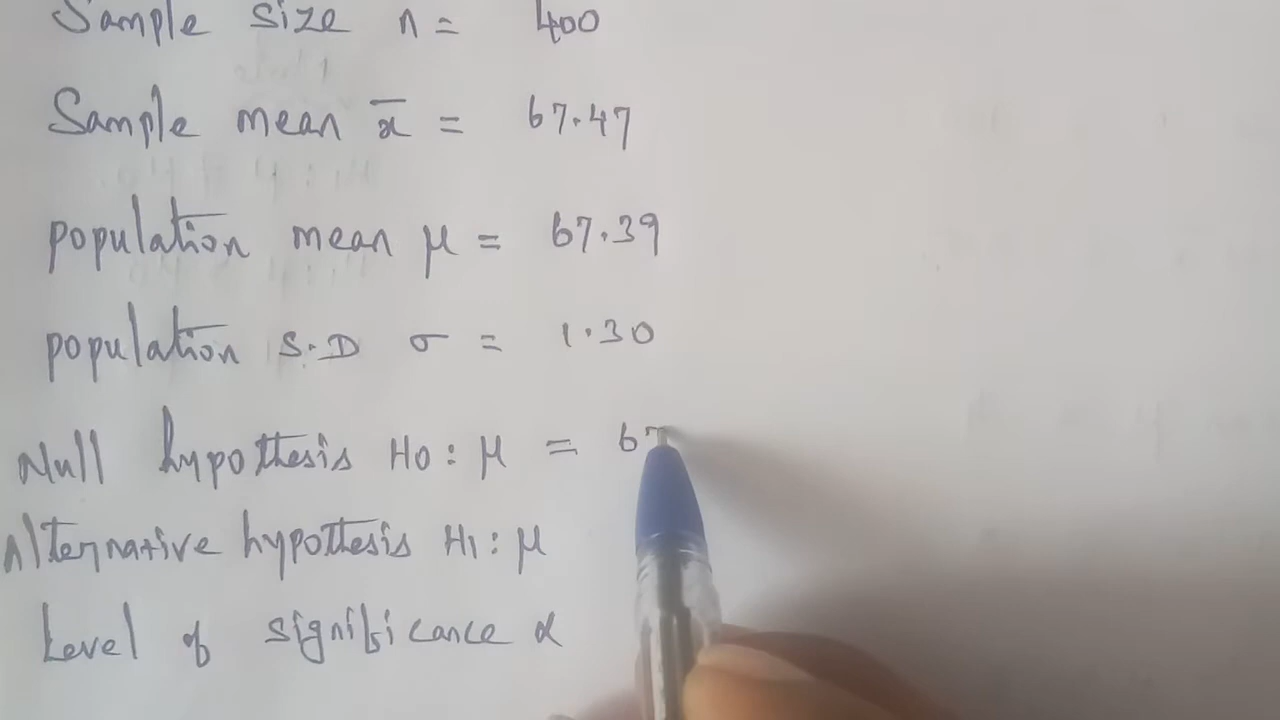 Sample size n = 400
Sample mean x̄ = 67.47
population mean μ = 67.39
population S.D σ = 1.30
Null hypothesis H0 : μ = 67
Alternative hypothesis H1 : μ
Level of significance α